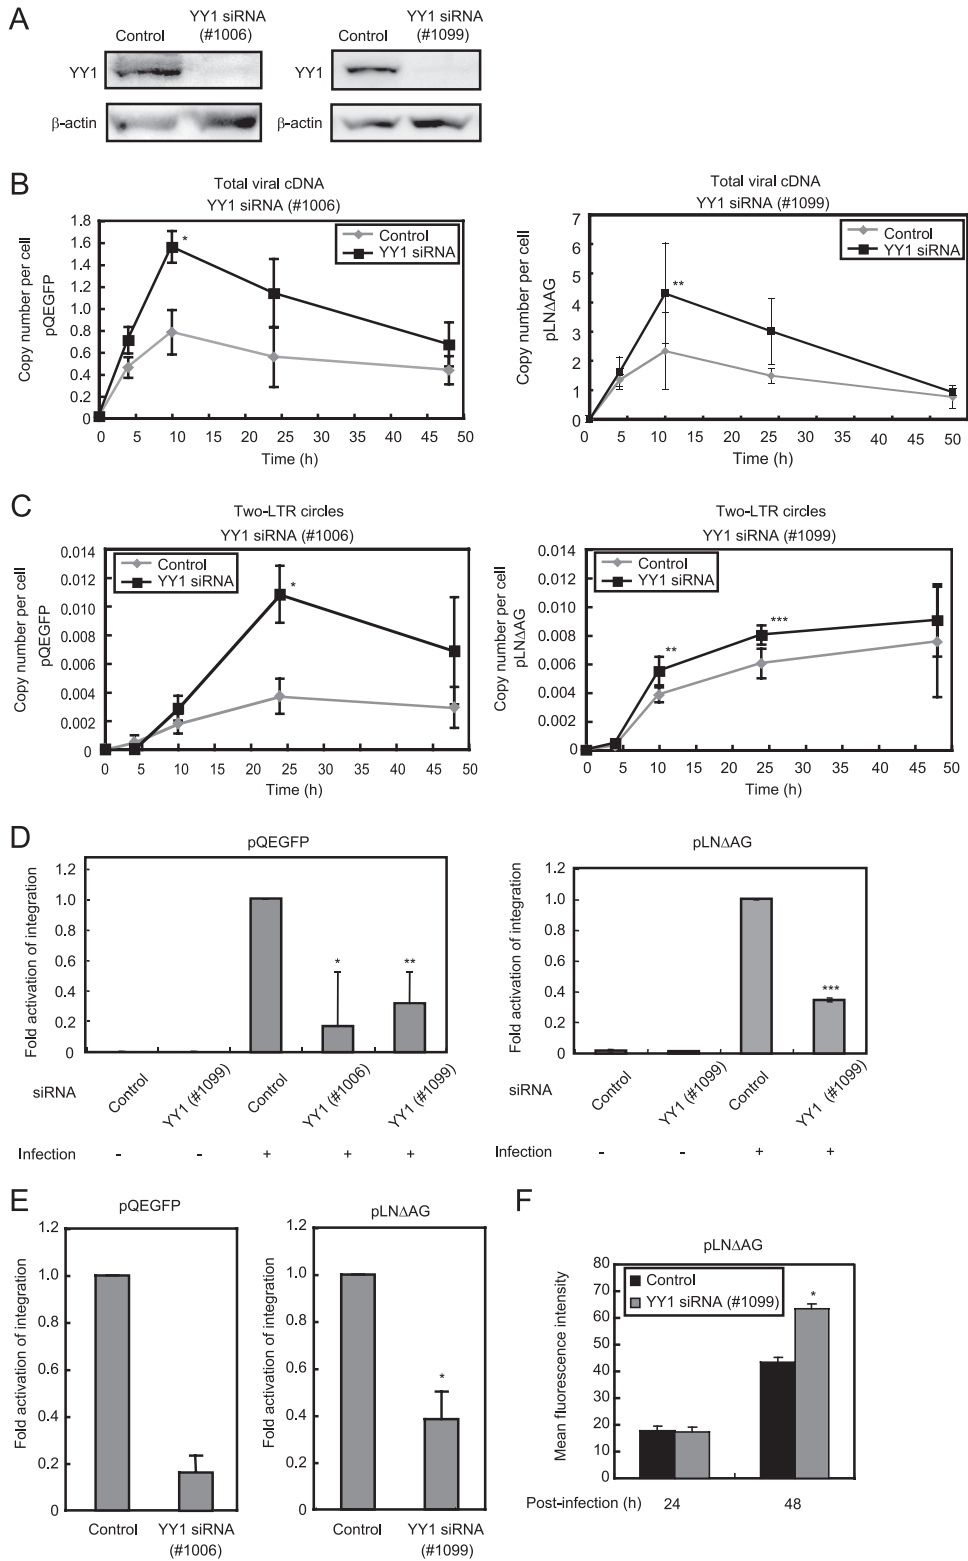 A
Control
YY1 siRNA
(#1006)
YY1
β-actin
Control
YY1 siRNA
(#1099)
YY1
β-actin
B
Total viral cDNA
YY1 siRNA (#1006)
Copy number per cell
pQEGFP
1.8
1.6
1.4
1.2
1.0
0.8
0.6
0.4
0.2
0
Control
YY1 siRNA
*
0 5 10 15 20 25 30 35 40 45 50
Time (h)
Total viral cDNA
YY1 siRNA (#1099)
Copy number per cell
pLNΔAG
7
6
5
4
3
2
1
0
Control
YY1 siRNA
**
0 5 10 15 20 25 30 35 40 45 50
Time (h)
C
Two-LTR circles
YY1 siRNA (#1006)
Copy number per cell
pQEGFP
0.014
0.012
0.010
0.008
0.006
0.004
0.002
0
Control
YY1 siRNA
*
0 5 10 15 20 25 30 35 40 45 50
Time (h)
Two-LTR circles
YY1 siRNA (#1099)
Copy number per cell
pLNΔAG
0.014
0.012
0.010
0.008
0.006
0.004
0.002
0
Control
YY1 siRNA
**
***
0 5 10 15 20 25 30 35 40 45 50
Time (h)
D
pQEGFP
Fold activation of integration
1.2
1.0
0.8
0.6
0.4
0.2
0
*
**
siRNA
Control
YY1 (#1099)
Control
YY1 (#1006)
YY1 (#1099)
Infection - - + + +
pLNΔAG
Fold activation of integration
1.2
1.0
0.8
0.6
0.4
0.2
0
***
siRNA
Control
YY1 (#1099)
Control
YY1 (#1099)
Infection - - + +
E
pQEGFP
Fold activation of integration
1.2
1.0
0.8
0.6
0.4
0.2
0
Control
YY1 siRNA
(#1006)
pLNΔAG
Fold activation of integration
1.2
1.0
0.8
0.6
0.4
0.2
0
*
Control
YY1 siRNA
(#1099)
F
pLNΔAG
Mean fluorescence intensity
80
70
60
50
40
30
20
10
0
Control
YY1 siRNA (#1099)
*
Post-infection (h) 24 48